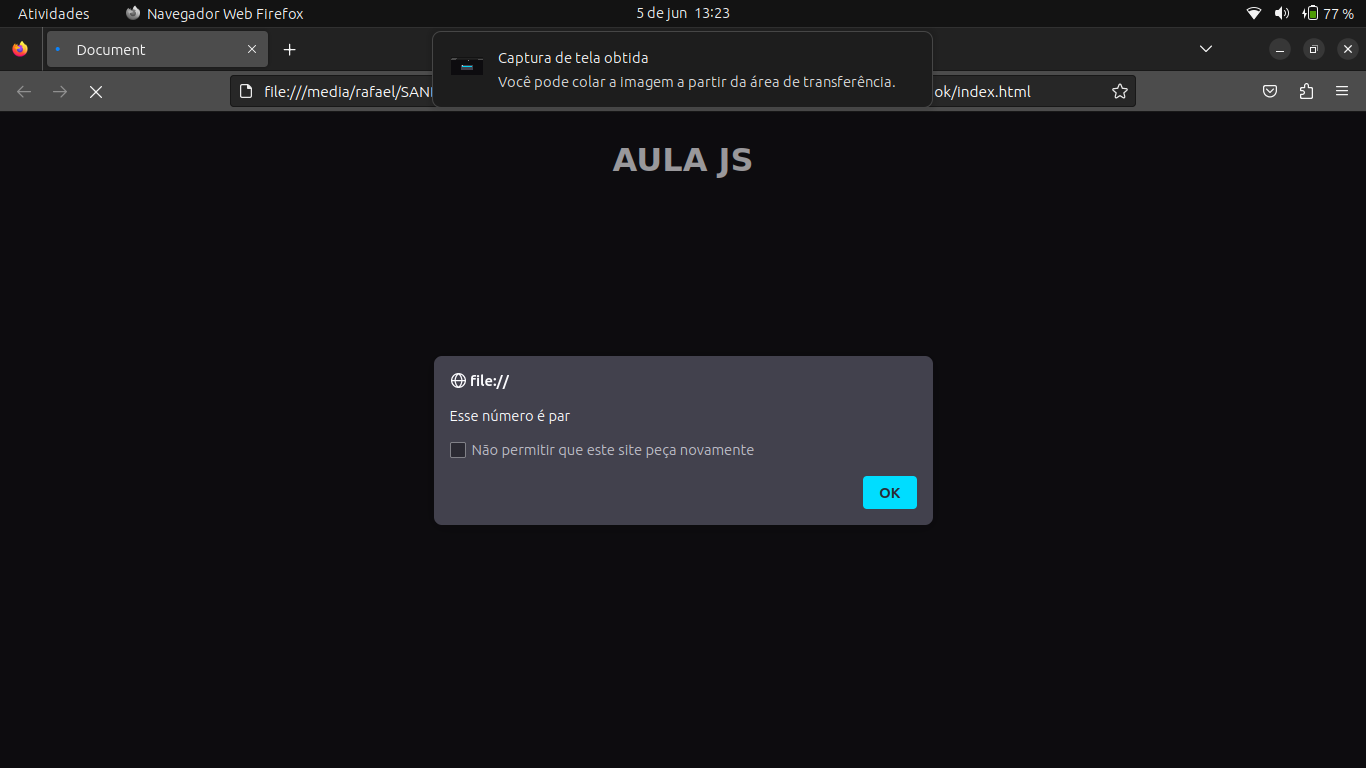 Atividades
Navegador Web Firefox
5 de jun 13:23
77 %
Document
Captura de tela obtida
Você pode colar a imagem a partir da área de transferência.
file:///media/rafael/SAN
ok/index.html
AULA JS
file://
Esse número é par
Não permitir que este site peça novamente
OK